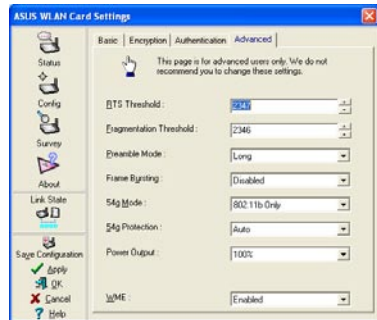 ASUS WLAN Card Settings
Status
Config
Survey
About
Link State
Save Configuration
Apply
OK
Cancel
Help
Basic
Encryption
Authentication
Advanced
This page is for advanced users only. We do not
recommend you to change these settings.
RTS Threshold :
2347
Fragmentation Threshold :
2346
Preamble Mode :
Long
Frame Bursting :
Disabled
54g Mode :
802.11b Only
54g Protection :
Auto
Power Output :
100%
WME :
Enabled